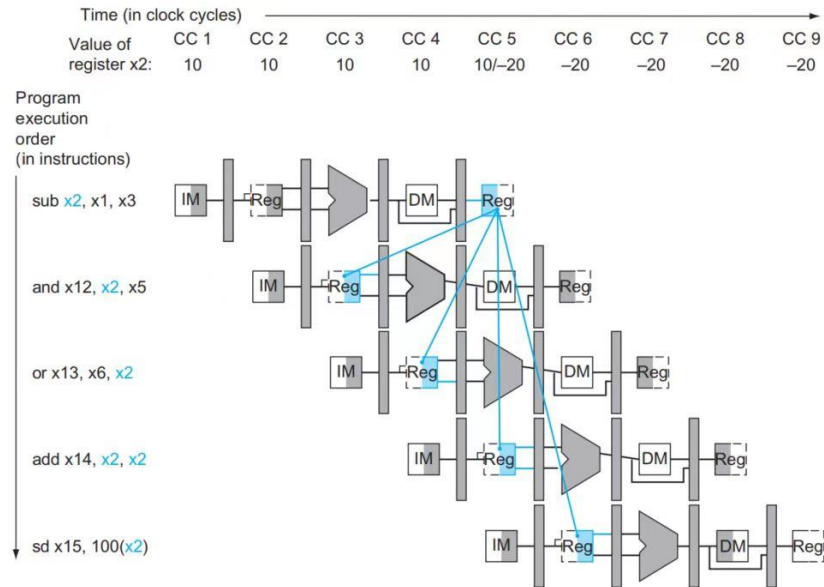 Time (in clock cycles)
Value of CC 1 CC 2 CC 3 CC 4 CC 5 CC 6 CC 7 CC 8 CC 9
register x2: 10 10 10 10 10/–20 –20 –20 –20 –20
Program
execution
order
(in instructions)
sub x2, x1, x3 IM Reg DM Reg
and x12, x2, x5 IM Reg DM Reg
or x13, x6, x2 IM Reg DM Reg
add x14, x2, x2 IM Reg DM Reg
sd x15, 100(x2) IM Reg DM Reg